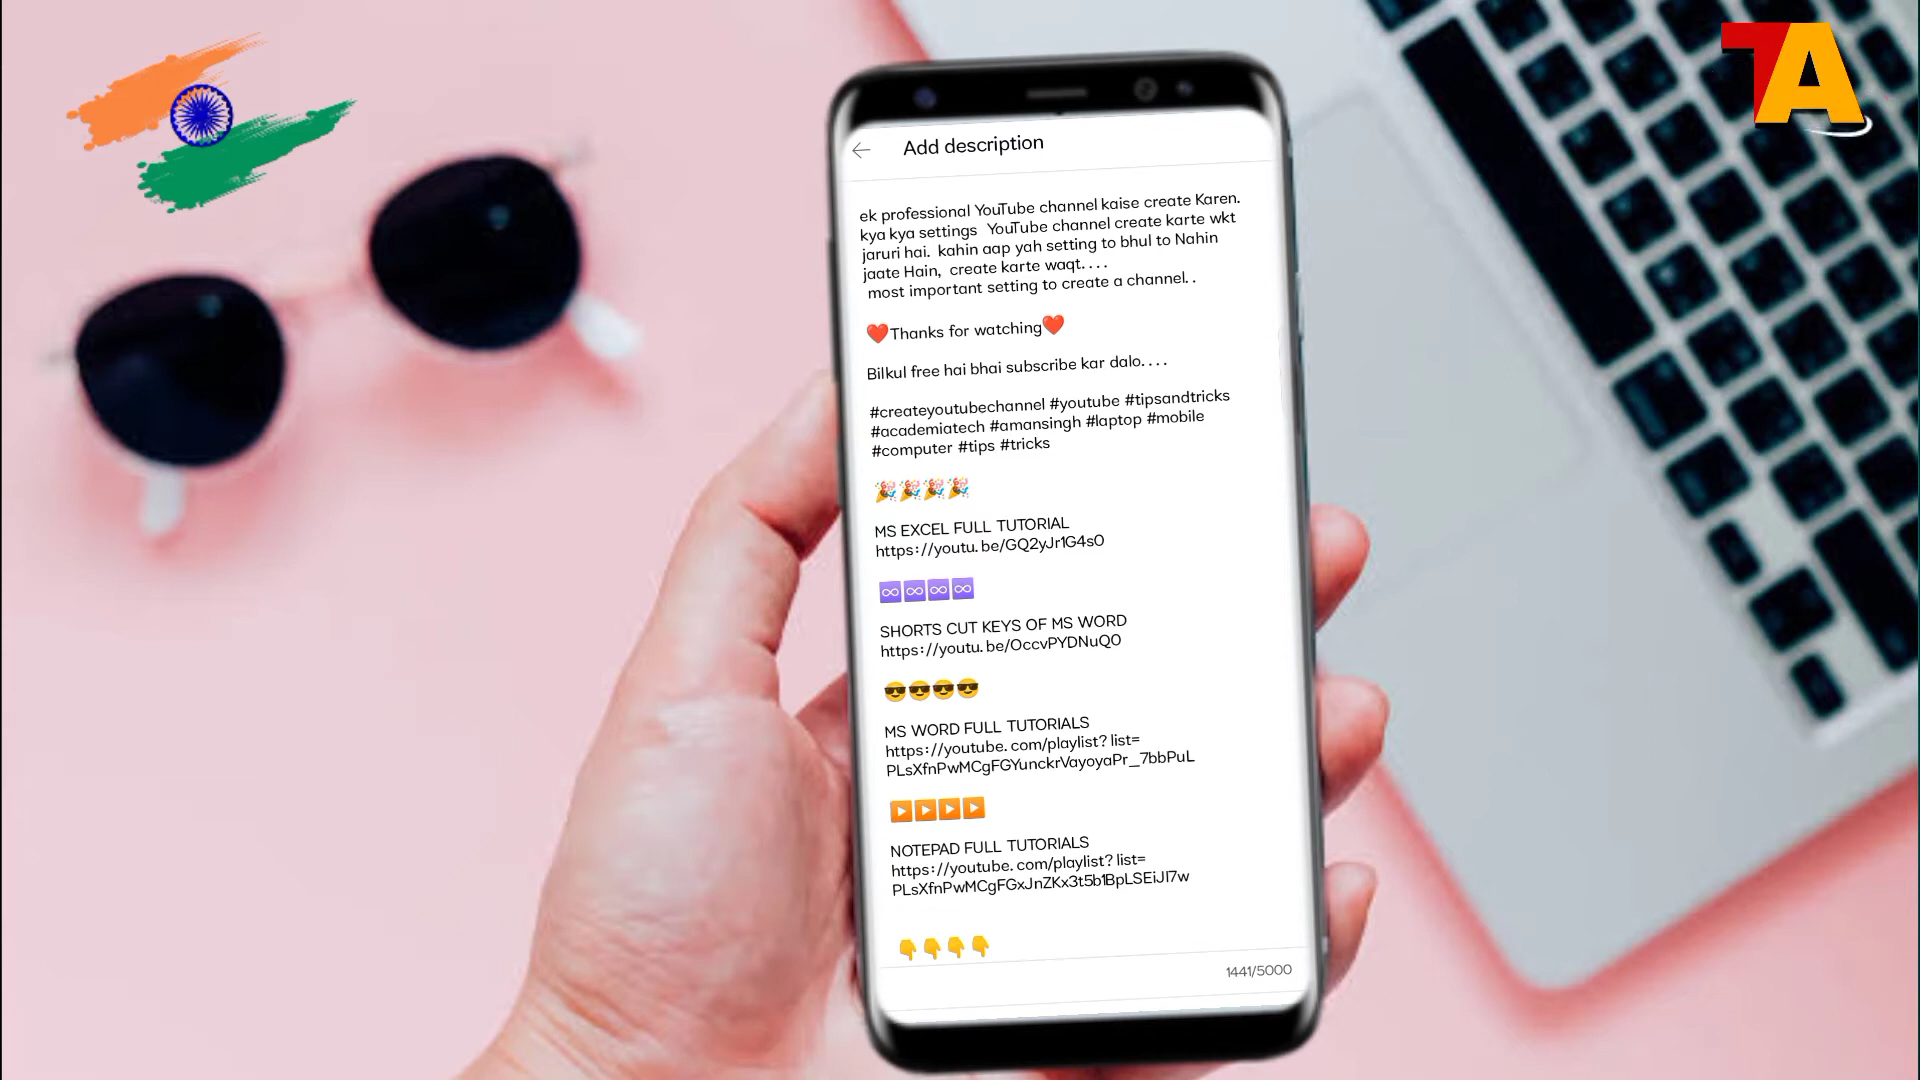 TA
Add description
ek professional YouTube channel kaise create Karen.
kya kya settings YouTube channel create karte wkt
jaruri hai. kahin aap yah setting to bhul to Nahin
jaate Hain, create karte waqt....
most important setting to create a channel..
❤️Thanks for watching❤️
Bilkul free hai bhai subscribe kar dalo....
#createyoutubechannel #youtube #tipsandtricks
#academiatech #amansingh #laptop #mobile
#computer #tips #tricks
🎉🎉🎉🎉
MS EXCEL FULL TUTORIAL
https://youtu.be/GQ2yJr1G4s0
♾️♾️♾️♾️
SHORTS CUT KEYS OF MS WORD
https://youtu.be/OccvPYDNuQ0
😎😎😎😎
MS WORD FULL TUTORIALS
https://youtube.com/playlist?list=
PLsXfnPwMCgFGYunckrVayoyaPr_7bbPuL
▶️▶️▶️▶️
NOTEPAD FULL TUTORIALS
https://youtube.com/playlist?list=
PLsXfnPwMCgFGxJnZKx3t5b1BpLSEiJI7w
👇👇👇👇
1441/5000